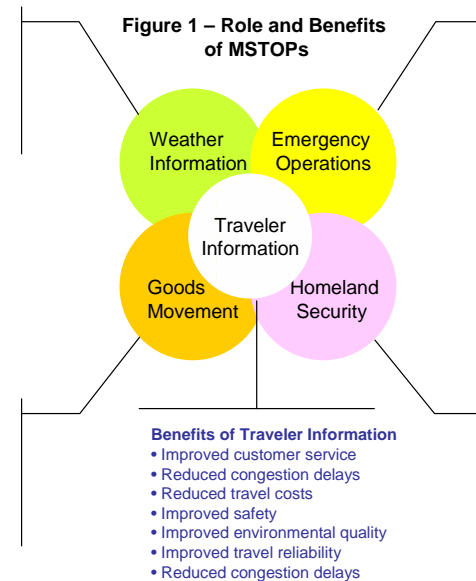 Figure 1 – Role and Benefits
of MSTOPs
Weather
Information
Emergency
Operations
Traveler
Information
Goods
Movement
Homeland
Security
Benefits of Traveler Information
• Improved customer service
• Reduced congestion delays
• Reduced travel costs
• Improved safety
• Improved environmental quality
• Improved travel reliability
• Reduced congestion delays